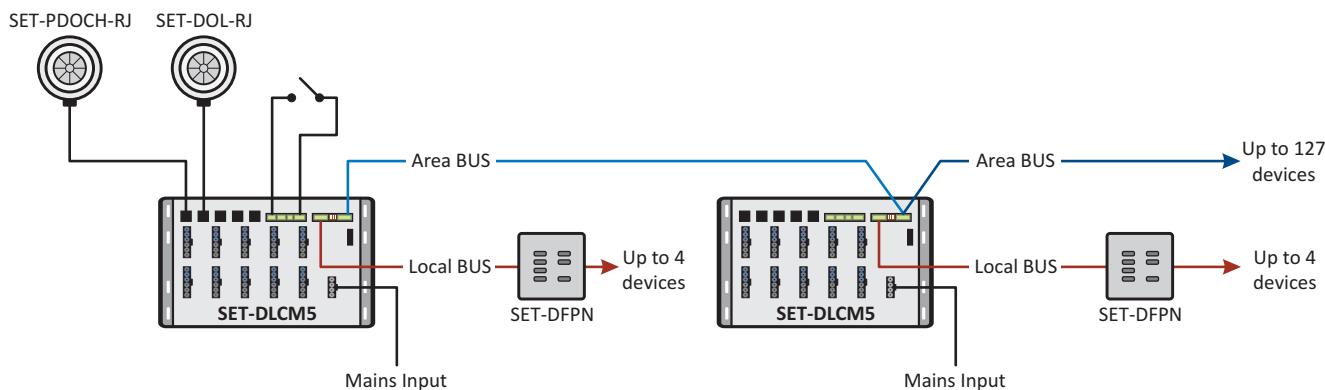 SET-PDOCH-RJ
SET-DOL-RJ
Area BUS
Area BUS
Up to 127
devices
Local BUS
Up to 4
devices
Local BUS
Up to 4
devices
SET-DLCM5
SET-DFPN
SET-DLCM5
SET-DFPN
Mains Input
Mains Input